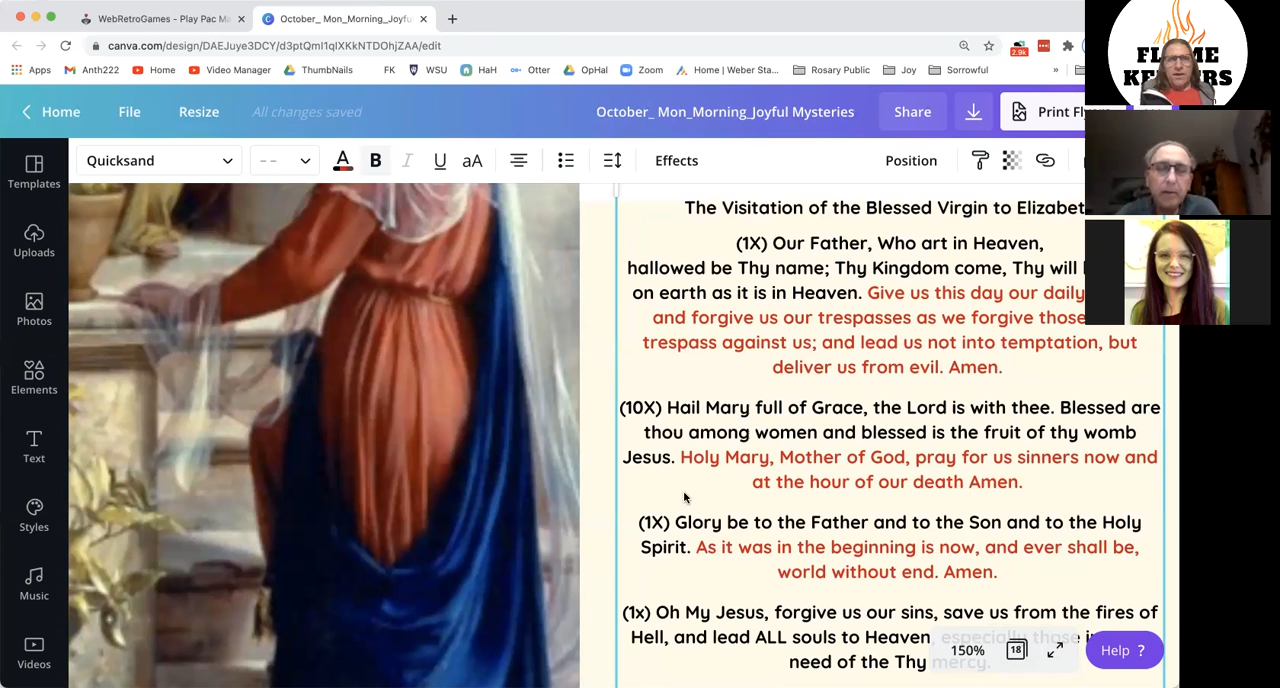 WebRetroGames - Play Pac Ma
October_ Mon_Morning_Joyful
canva.com/design/DAEJuye3DCY/d3ptQml1qlXKkNTDOhjZAA/edit
2.9k
Apps
Anth222
Home
Video Manager
ThumbNails
FK
WSU
HaH
Otter
OpHal
Zoom
Home | Weber Sta...
Rosary Public
Joy
Sorrowful
»
Home
File
Resize
All changes saved
October_ Mon_Morning_Joyful Mysteries
Share
Print Fly
Quicksand
– –
A
B
I
U
aA
Effects
Position
Templates
Uploads
Photos
Elements
Text
Styles
Music
Videos
The Visitation of the Blessed Virgin to Elizabet
(1X) Our Father, Who art in Heaven,
hallowed be Thy name; Thy Kingdom come, Thy will
on earth as it is in Heaven. Give us this day our daily
and forgive us our trespasses as we forgive those
trespass against us; and lead us not into temptation, but
deliver us from evil. Amen.
(10X) Hail Mary full of Grace, the Lord is with thee. Blessed are
thou among women and blessed is the fruit of thy womb
Jesus. Holy Mary, Mother of God, pray for us sinners now and
at the hour of our death Amen.
(1X) Glory be to the Father and to the Son and to the Holy
Spirit. As it was in the beginning is now, and ever shall be,
world without end. Amen.
(1x) Oh My Jesus, forgive us our sins, save us from the fires of
Hell, and lead ALL souls to Heaven, especially those in
need of the Thy mercy.
150%
18
Help ?